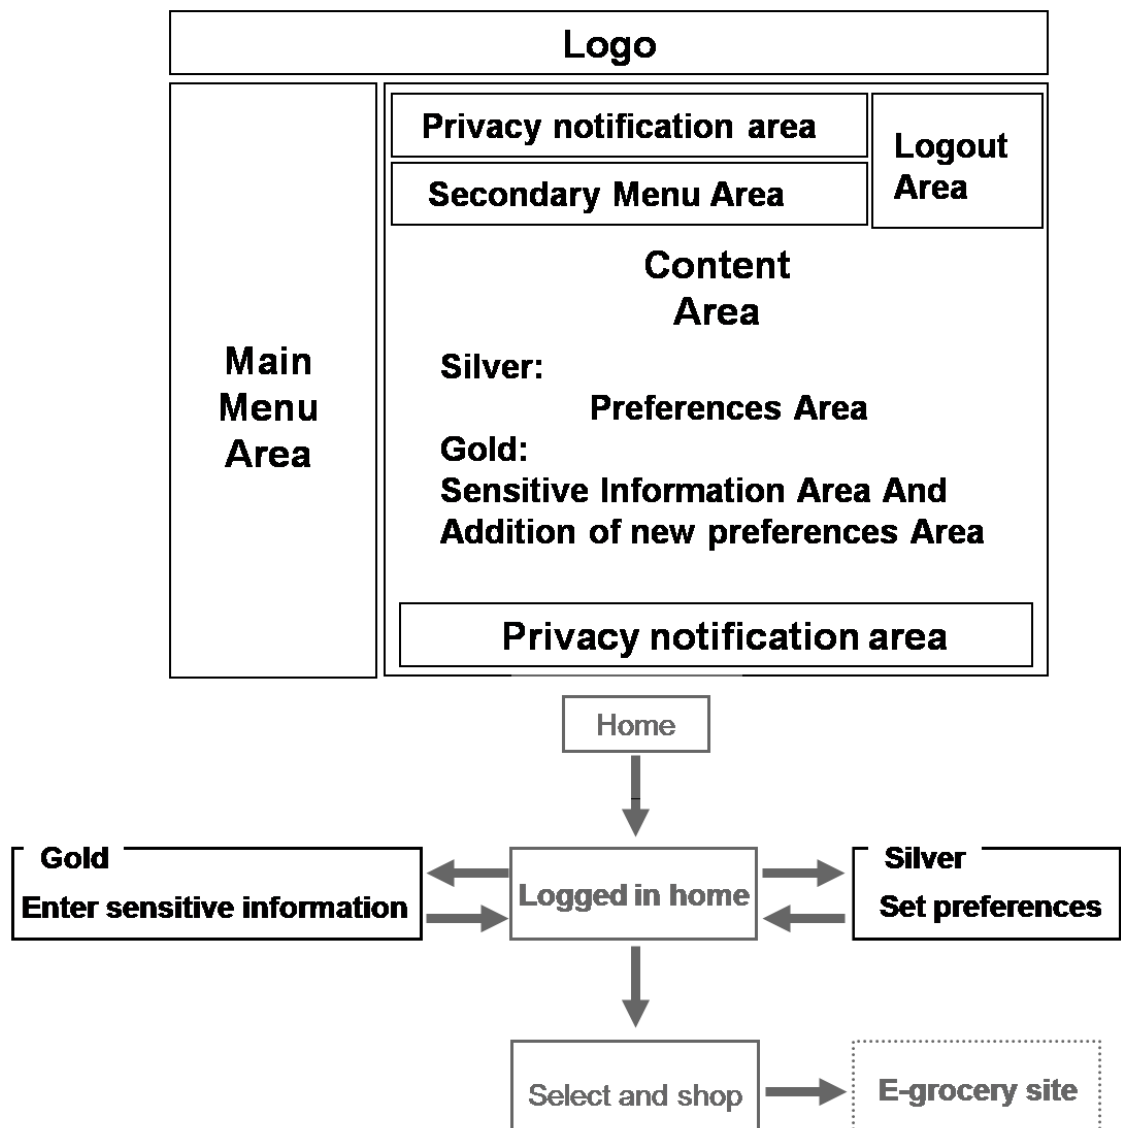 Logo
Privacy notification area
Logout
Area
Secondary Menu Area
Content
Area
Main
Menu
Area
Silver:
Preferences Area
Gold:
Sensitive Information Area And
Addition of new preferences Area
Privacy notification area
Home
Gold
Enter sensitive information
Logged in home
Silver
Set preferences
Select and shop
E-grocery site